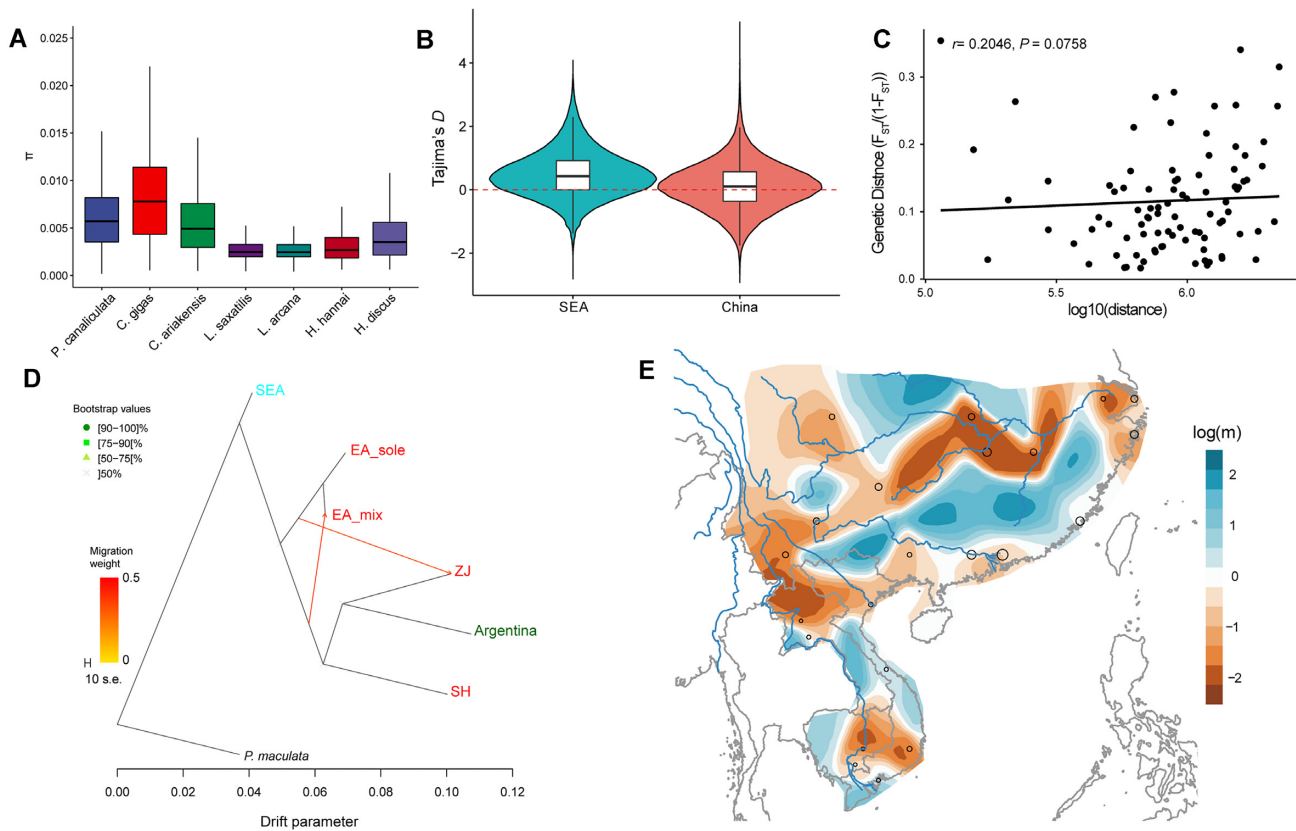 A
π
0.025
0.020
0.015
0.010
0.005
0.000
P. canaliculata
C. gigas
C. ariakensis
L. saxatilis
L. arcana
H. hannai
H. discus
B
Tajima's D
4
2
0
−2
SEA
China
C
r= 0.2046, P = 0.0758
Genetic Distnce (FST/(1-FST))
0.3
0.2
0.1
0.0
5.0
5.5
6.0
log10(distance)
D
Bootstrap values
[90−100]%
[75−90[%
[50−75[%
]50%
Migration
weight
0.5
0
H
10 s.e.
SEA
EA_sole
EA_mix
ZJ
Argentina
SH
P. maculata
0.00
0.02
0.04
0.06
0.08
0.10
0.12
Drift parameter
E
log(m)
2
1
0
−1
−2